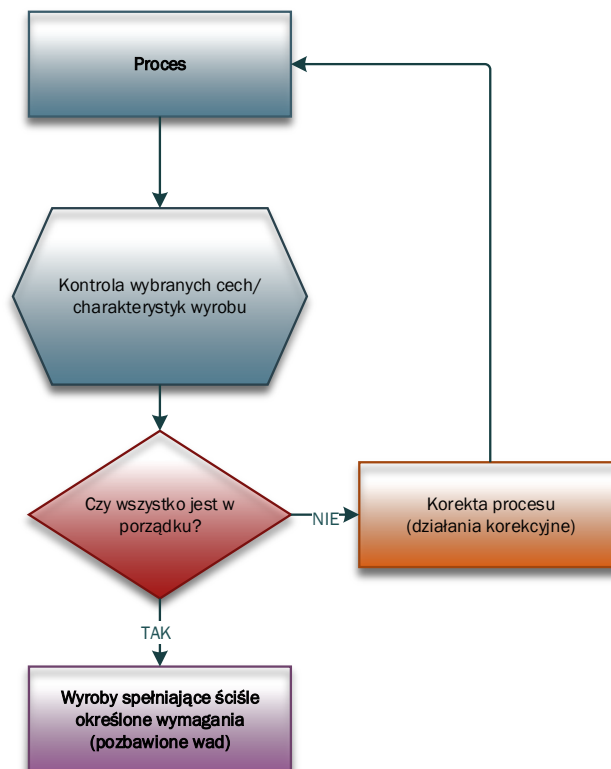 Proces
Kontrola wybranych cech/
charakterystyk wyrobu
Czy wszystko jest w
porządku?
NIE
Korekta procesu
(działania korekcyjne)
TAK
Wyroby spełniające ściśle
określone wymagania
(pozbawione wad)